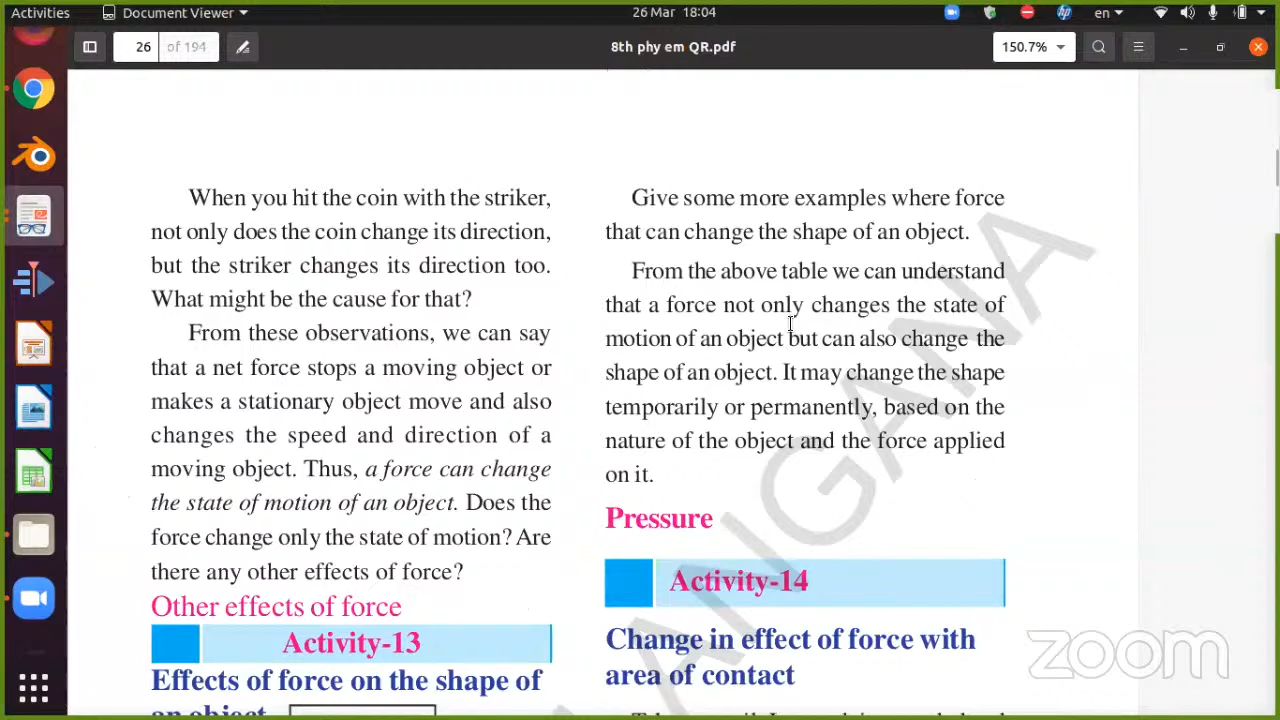 Activities
Document Viewer
26 Mar 18:04
en
26
of 194
8th phy em QR.pdf
150.7%
When you hit the coin with the striker,
not only does the coin change its direction,
but the striker changes its direction too.
What might be the cause for that?
From these observations, we can say
that a net force stops a moving object or
makes a stationary object move and also
changes the speed and direction of a
moving object. Thus, a force can change
the state of motion of an object. Does the
force change only the state of motion? Are
there any other effects of force?
Other effects of force
Activity-13
Effects of force on the shape of
an object
Give some more examples where force
that can change the shape of an object.
From the above table we can understand
that a force not only changes the state of
motion of an object but can also change the
shape of an object. It may change the shape
temporarily or permanently, based on the
nature of the object and the force applied
on it.
Pressure
Activity-14
Change in effect of force with
area of contact
ANGANA
zoom